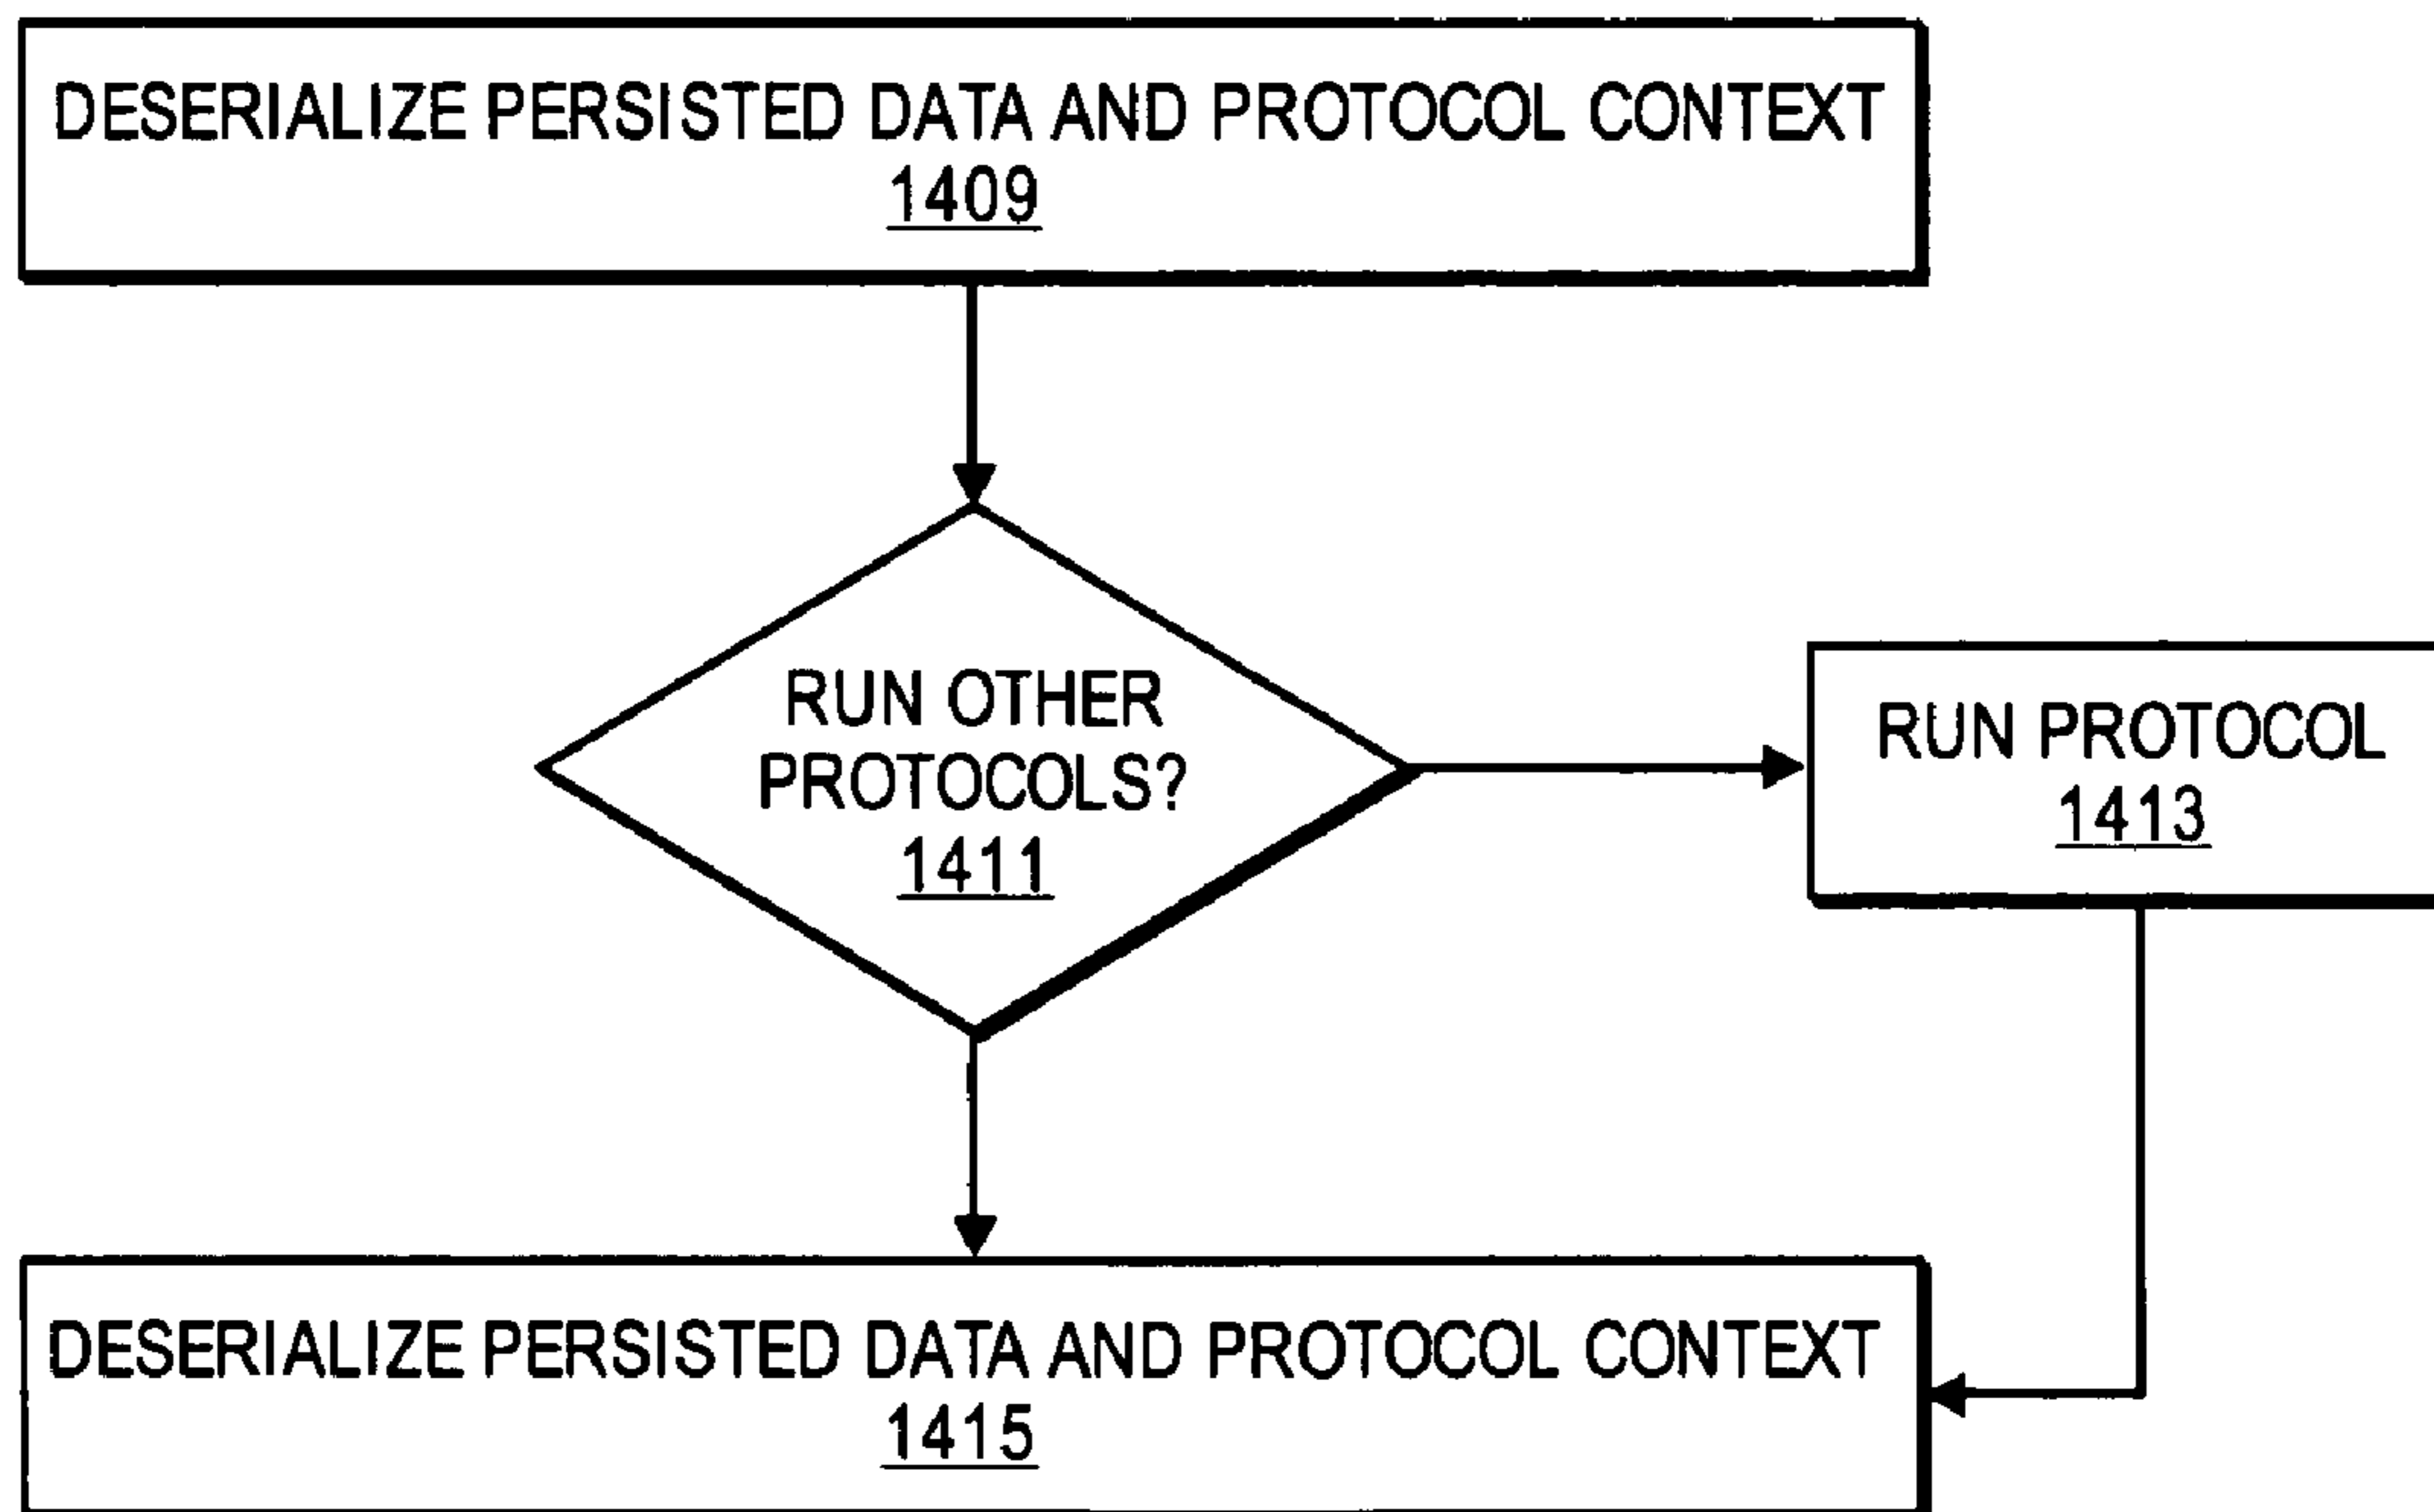 DESERIALIZE PERSISTED DATA AND PROTOCOL CONTEXT
1409
RUN OTHER
PROTOCOLS?
1411
RUN PROTOCOL
1413
DESERIALIZE PERSISTED DATA AND PROTOCOL CONTEXT
1415